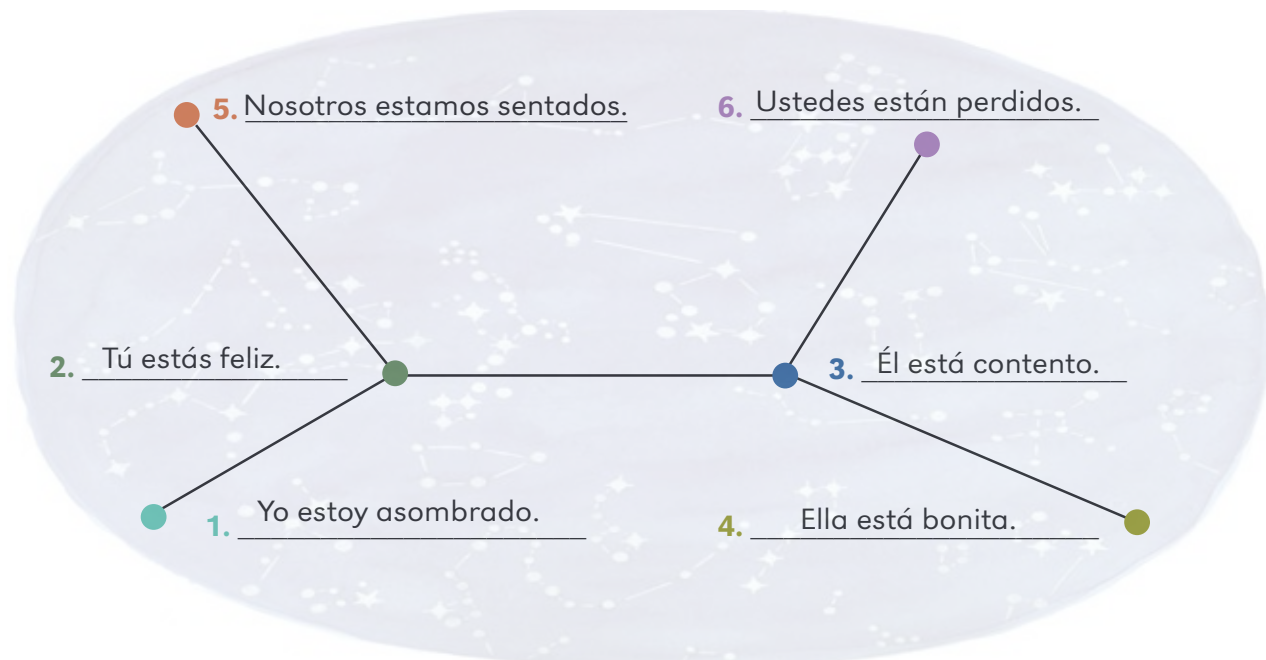 5. Nosotros estamos sentados.
6. Ustedes están perdidos.
2. Tú estás feliz.
3. Él está contento.
1. Yo estoy asombrado.
4. Ella está bonita.